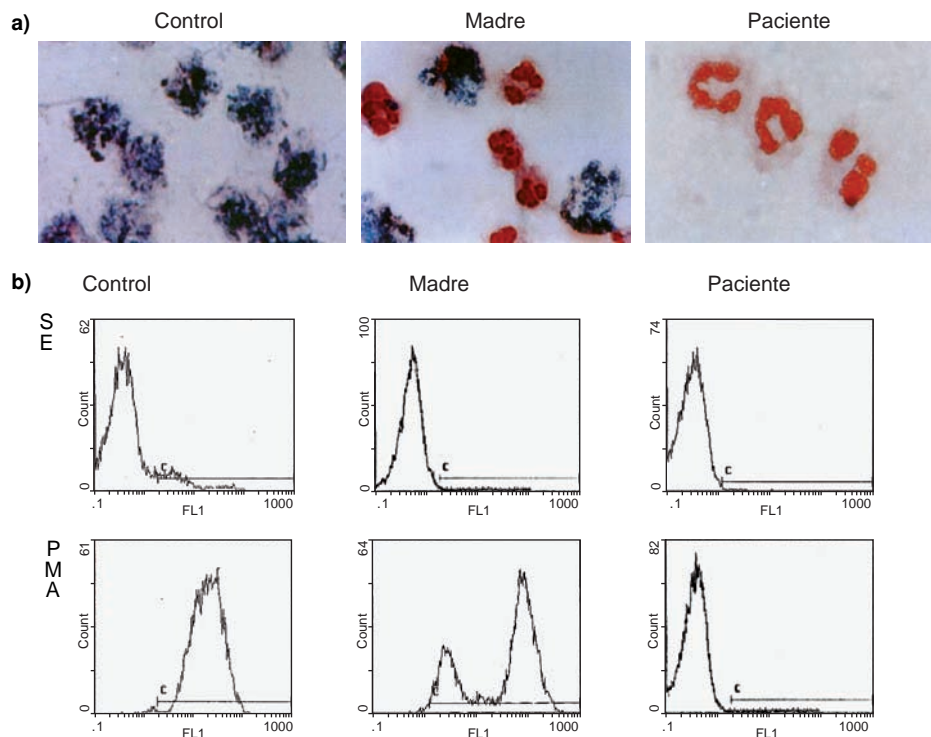 a)
Control
Madre
Paciente
b)
Control
Madre
Paciente
SE
62
Count
0
C
.1
FL1
1000
100
Count
0
C
.1
FL1
1000
74
Count
0
C
.1
FL1
1000
PMA
61
Count
0
C
.1
FL1
1000
64
Count
0
C
.1
FL1
1000
82
Count
0
C
.1
FL1
1000